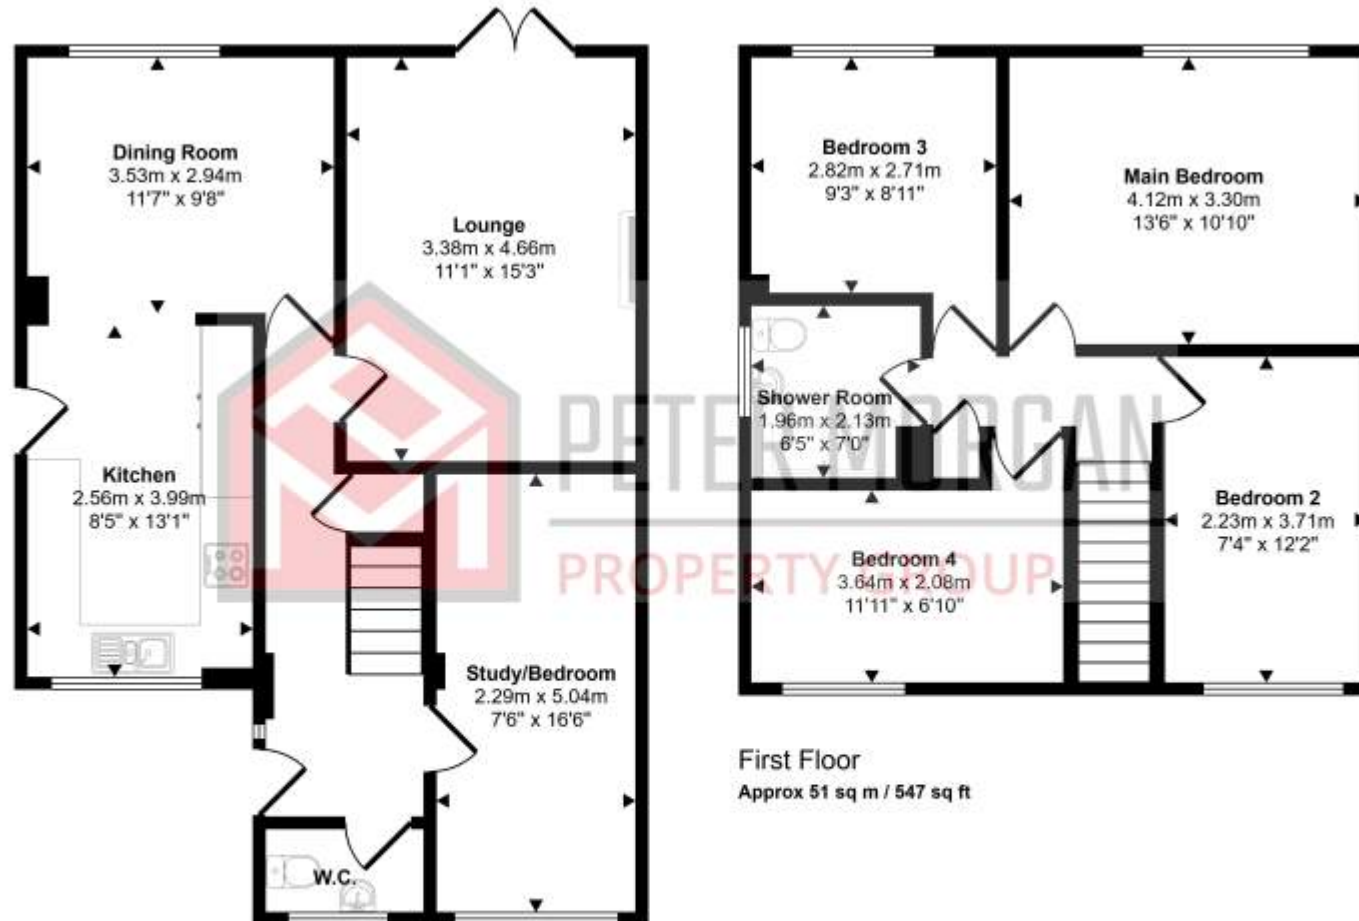 Dining Room
3.53m x 2.94m
11'7" x 9'8"
Lounge
3.38m x 4.66m
11'1" x 15'3"
Kitchen
2.56m x 3.99m
8'5" x 13'1"
Study/Bedroom
2.29m x 5.04m
7'6" x 16'6"
W.C.
Bedroom 3
2.82m x 2.71m
9'3" x 8'11"
Main Bedroom
4.12m x 3.30m
13'6" x 10'10"
Shower Room
1.96m x 2.13m
6'5" x 7'0"
Bedroom 2
2.23m x 3.71m
7'4" x 12'2"
Bedroom 4
3.64m x 2.08m
11'11" x 6'10"
First Floor
Approx 51 sq m / 547 sq ft
PETER MORGAN
PROPERTY GROUP